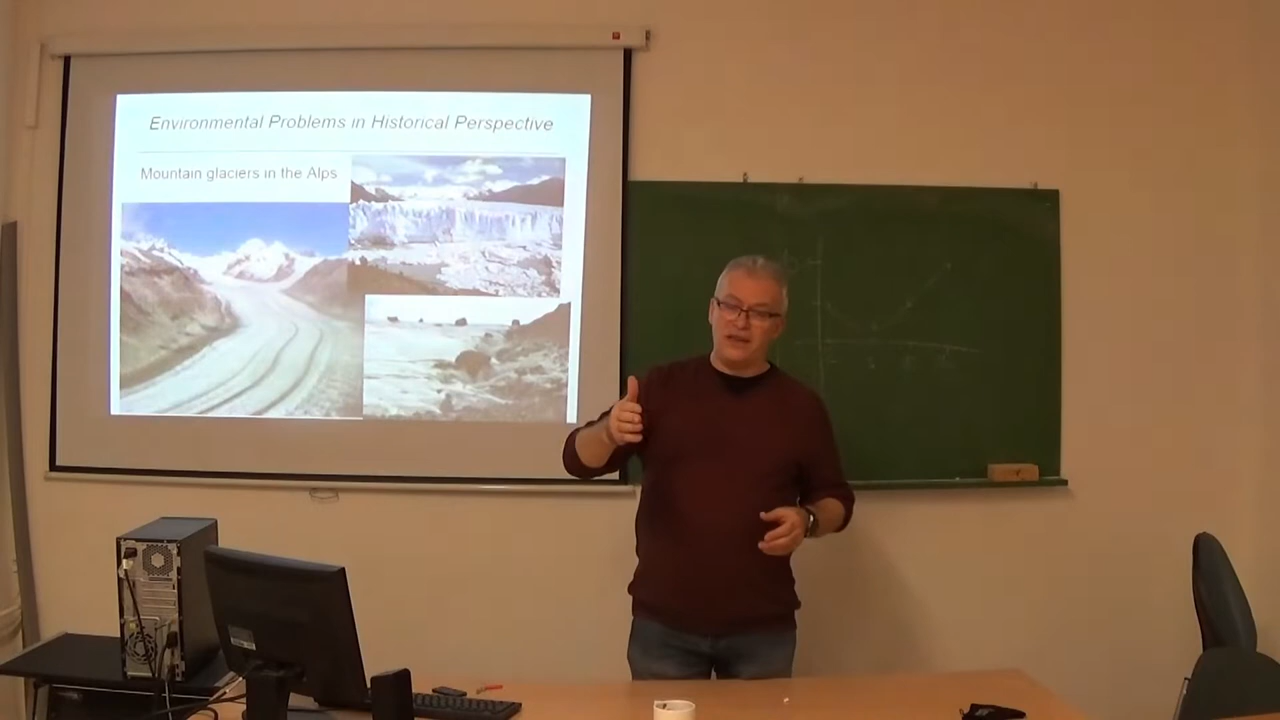 Environmental Problems in Historical Perspective
Mountain glaciers in the Alps